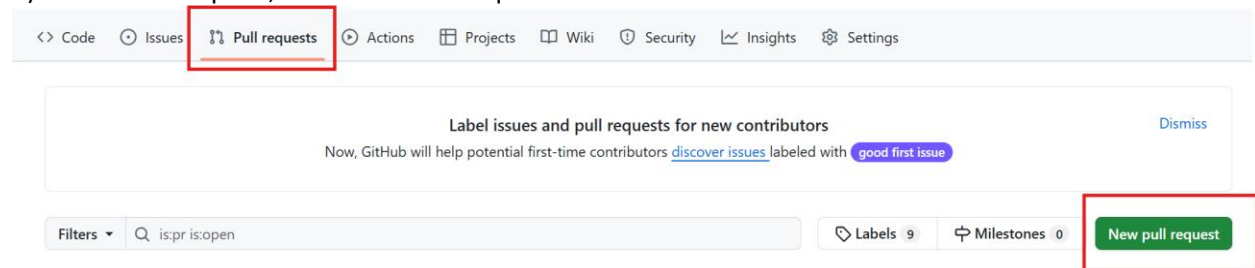 <> Code Issues Pull requests Actions Projects Wiki Security Insights Settings
Label issues and pull requests for new contributors
Dismiss
Now, GitHub will help potential first-time contributors discover issues labeled with good first issue
Filters is:pr is:open Labels 9 Milestones 0 New pull request